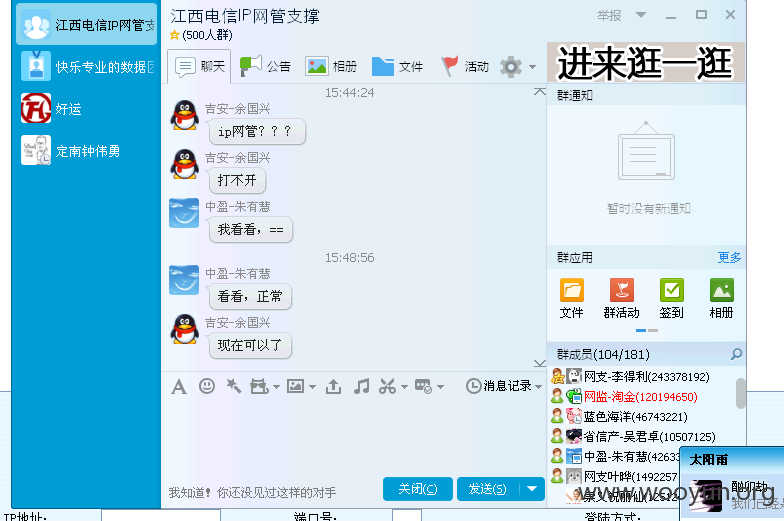 江西电信IP网管支
快乐专业的数据
好运
定南钟伟勇
江西电信IP网管支撑
(500人群)
举报
聊天
公告
相册
文件
活动
15:44:24
吉安-余国兴
ip网管？？？
吉安-余国兴
打不开
中盈-朱有慧
我看看，==
15:48:56
中盈-朱有慧
看看，正常
吉安-余国兴
现在可以了
消息记录
我知道！你还没见过这样的对手
关闭(C)
发送(S)
进来逛一逛
群通知
暂时没有新通知
群应用
更多
文件
群活动
签到
相册
群成员(104/181)
网支-李得利(243378192)
网监-淘金(120194650)
蓝色海洋(46743221)
省信产-吴君卓(10507125)
中盈-朱有慧(42633
网支叶晔(1492257
太阳雨
www.wooyun.org
IP地址:
端口号:
登陆方式: